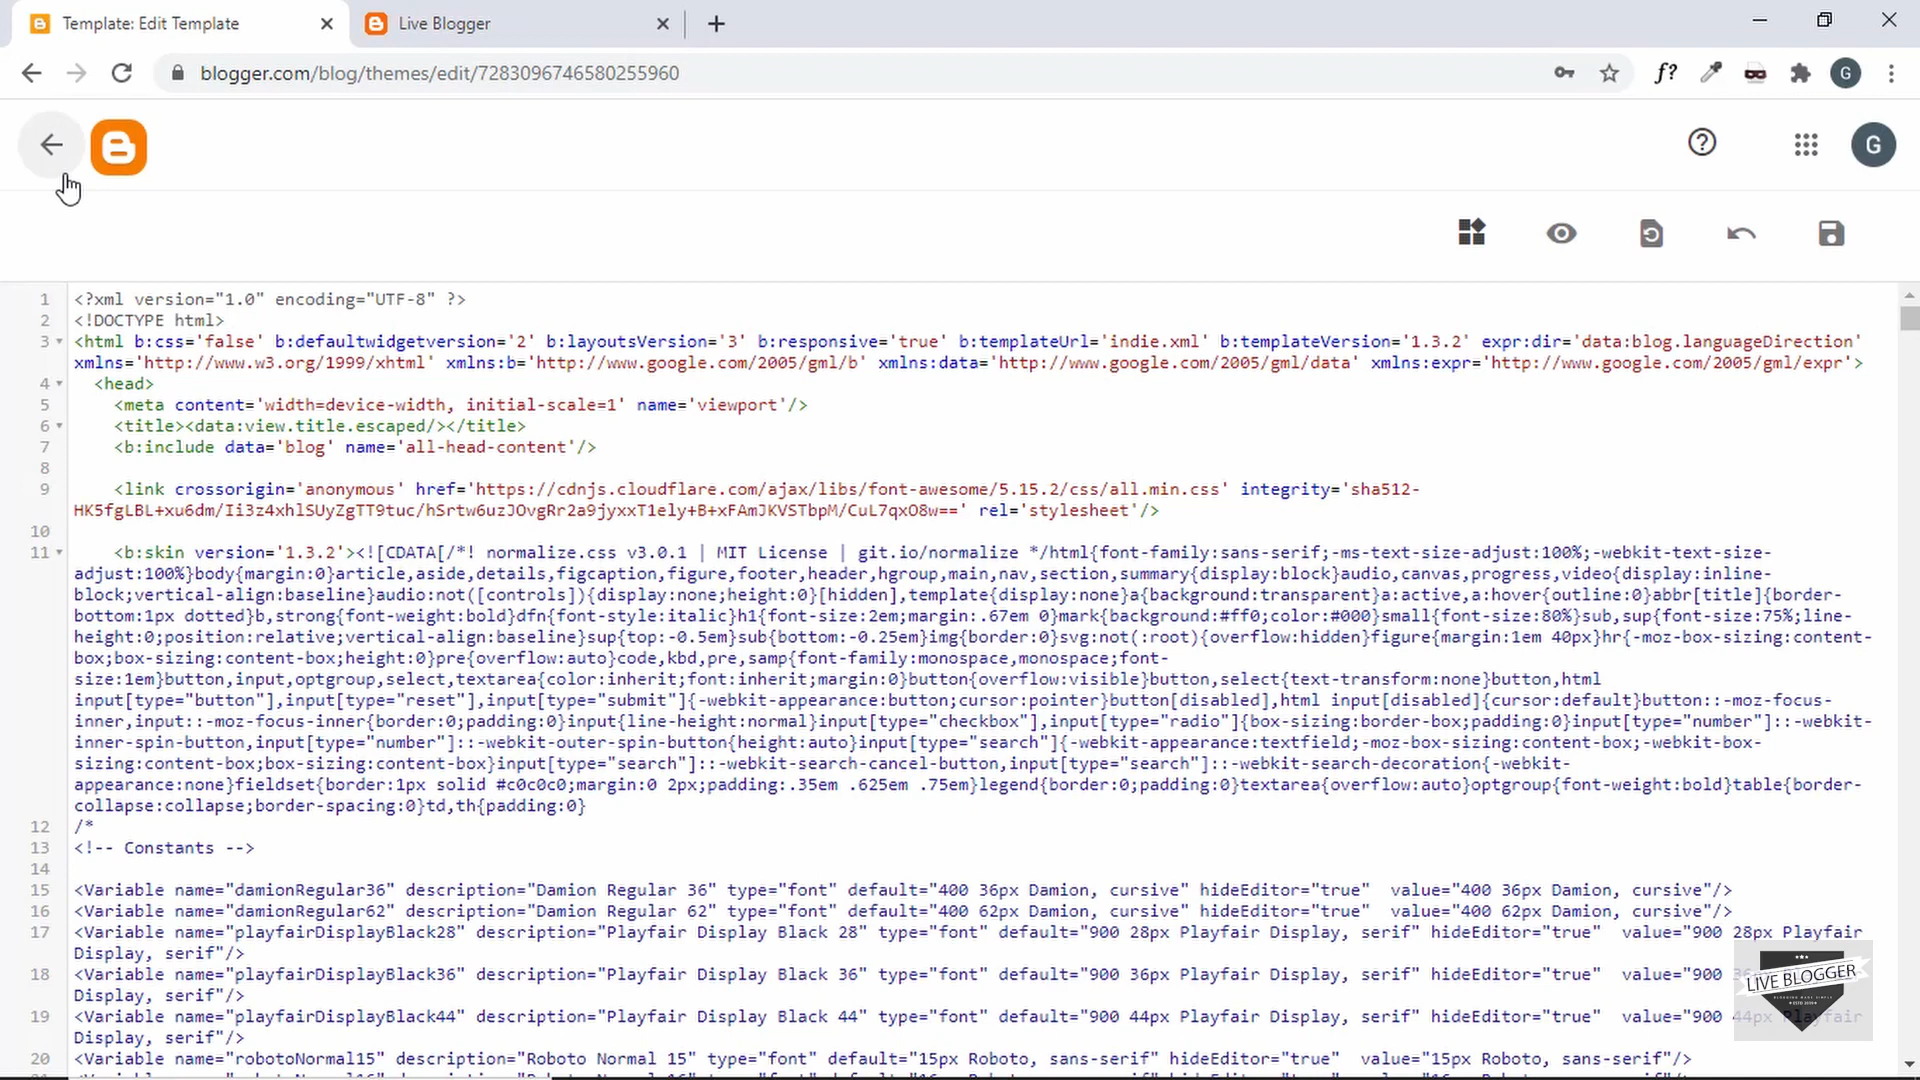 Template: Edit Template
Live Blogger
blogger.com/blog/themes/edit/7283096746580255960
f?
G
G
1 <?xml version="1.0" encoding="UTF-8" ?>
2 <!DOCTYPE html>
3 <html b:css='false' b:defaultwidgetversion='2' b:layoutsVersion='3' b:responsive='true' b:templateUrl='indie.xml' b:templateVersion='1.3.2' expr:dir='data:blog.languageDirection'
xmlns='http://www.w3.org/1999/xhtml' xmlns:b='http://www.google.com/2005/gml/b' xmlns:data='http://www.google.com/2005/gml/data' xmlns:expr='http://www.google.com/2005/gml/expr'>
4 <head>
5 <meta content='width=device-width, initial-scale=1' name='viewport'/>
6 <title><data:view.title.escaped/></title>
7 <b:include data='blog' name='all-head-content'/>
8
9 <link crossorigin='anonymous' href='https://cdnjs.cloudflare.com/ajax/libs/font-awesome/5.15.2/css/all.min.css' integrity='sha512-
HK5fgLBL+xu6dm/Ii3z4xhlSUyZgTT9tuc/hSrtw6uzJOvgRr2a9jyxxT1ely+B+xFAmJKVSTbpM/CuL7qxO8w==' rel='stylesheet'/>
10
11 <b:skin version='1.3.2'><![CDATA[/*! normalize.css v3.0.1 | MIT License | git.io/normalize */html{font-family:sans-serif;-ms-text-size-adjust:100%;-webkit-text-size-
adjust:100%}body{margin:0}article,aside,details,figcaption,figure,footer,header,hgroup,main,nav,section,summary{display:block}audio,canvas,progress,video{display:inline-
block;vertical-align:baseline}audio:not([controls]){display:none;height:0}[hidden],template{display:none}a{background:transparent}a:active,a:hover{outline:0}abbr[title]{border-
bottom:1px dotted}b,strong{font-weight:bold}dfn{font-style:italic}h1{font-size:2em;margin:.67em 0}mark{background:#ff0;color:#000}small{font-size:80%}sub,sup{font-size:75%;line-
height:0;position:relative;vertical-align:baseline}sup{top:-0.5em}sub{bottom:-0.25em}img{border:0}svg:not(:root){overflow:hidden}figure{margin:1em 40px}hr{-moz-box-sizing:content-
box;box-sizing:content-box;height:0}pre{overflow:auto}code,kbd,pre,samp{font-family:monospace,monospace;font-
size:1em}button,input,optgroup,select,textarea{color:inherit;font:inherit;margin:0}button{overflow:visible}button,select{text-transform:none}button,html
input[type="button"],input[type="reset"],input[type="submit"]{-webkit-appearance:button;cursor:pointer}button[disabled],html input[disabled]{cursor:default}button::-moz-focus-
inner,input::-moz-focus-inner{border:0;padding:0}input{line-height:normal}input[type="checkbox"],input[type="radio"]{box-sizing:border-box;padding:0}input[type="number"]::-webkit-
inner-spin-button,input[type="number"]::-webkit-outer-spin-button{height:auto}input[type="search"]{-webkit-appearance:textfield;-moz-box-sizing:content-box;-webkit-box-
sizing:content-box;box-sizing:content-box}input[type="search"]::-webkit-search-cancel-button,input[type="search"]::-webkit-search-decoration{-webkit-
appearance:none}fieldset{border:1px solid #c0c0c0;margin:0 2px;padding:.35em .625em .75em}legend{border:0;padding:0}textarea{overflow:auto}optgroup{font-weight:bold}table{border-
collapse:collapse;border-spacing:0}td,th{padding:0}
12 /*
13 <!-- Constants -->
14
15 <Variable name="damionRegular36" description="Damion Regular 36" type="font" default="400 36px Damion, cursive" hideEditor="true" value="400 36px Damion, cursive"/>
16 <Variable name="damionRegular62" description="Damion Regular 62" type="font" default="400 62px Damion, cursive" hideEditor="true" value="400 62px Damion, cursive"/>
17 <Variable name="playfairDisplayBlack28" description="Playfair Display Black 28" type="font" default="900 28px Playfair Display, serif" hideEditor="true" value="900 28px Playfair
Display, serif"/>
18 <Variable name="playfairDisplayBlack36" description="Playfair Display Black 36" type="font" default="900 36px Playfair Display, serif" hideEditor="true" value="900
Display, serif"/>
19 <Variable name="playfairDisplayBlack44" description="Playfair Display Black 44" type="font" default="900 44px Playfair Display, serif" hideEditor="true" value="900 44px Playfair
Display, serif"/>
20 <Variable name="robotoNormal15" description="Roboto Normal 15" type="font" default="15px Roboto, sans-serif" hideEditor="true" value="15px Roboto, sans-serif"/>
LIVE BLOGGER